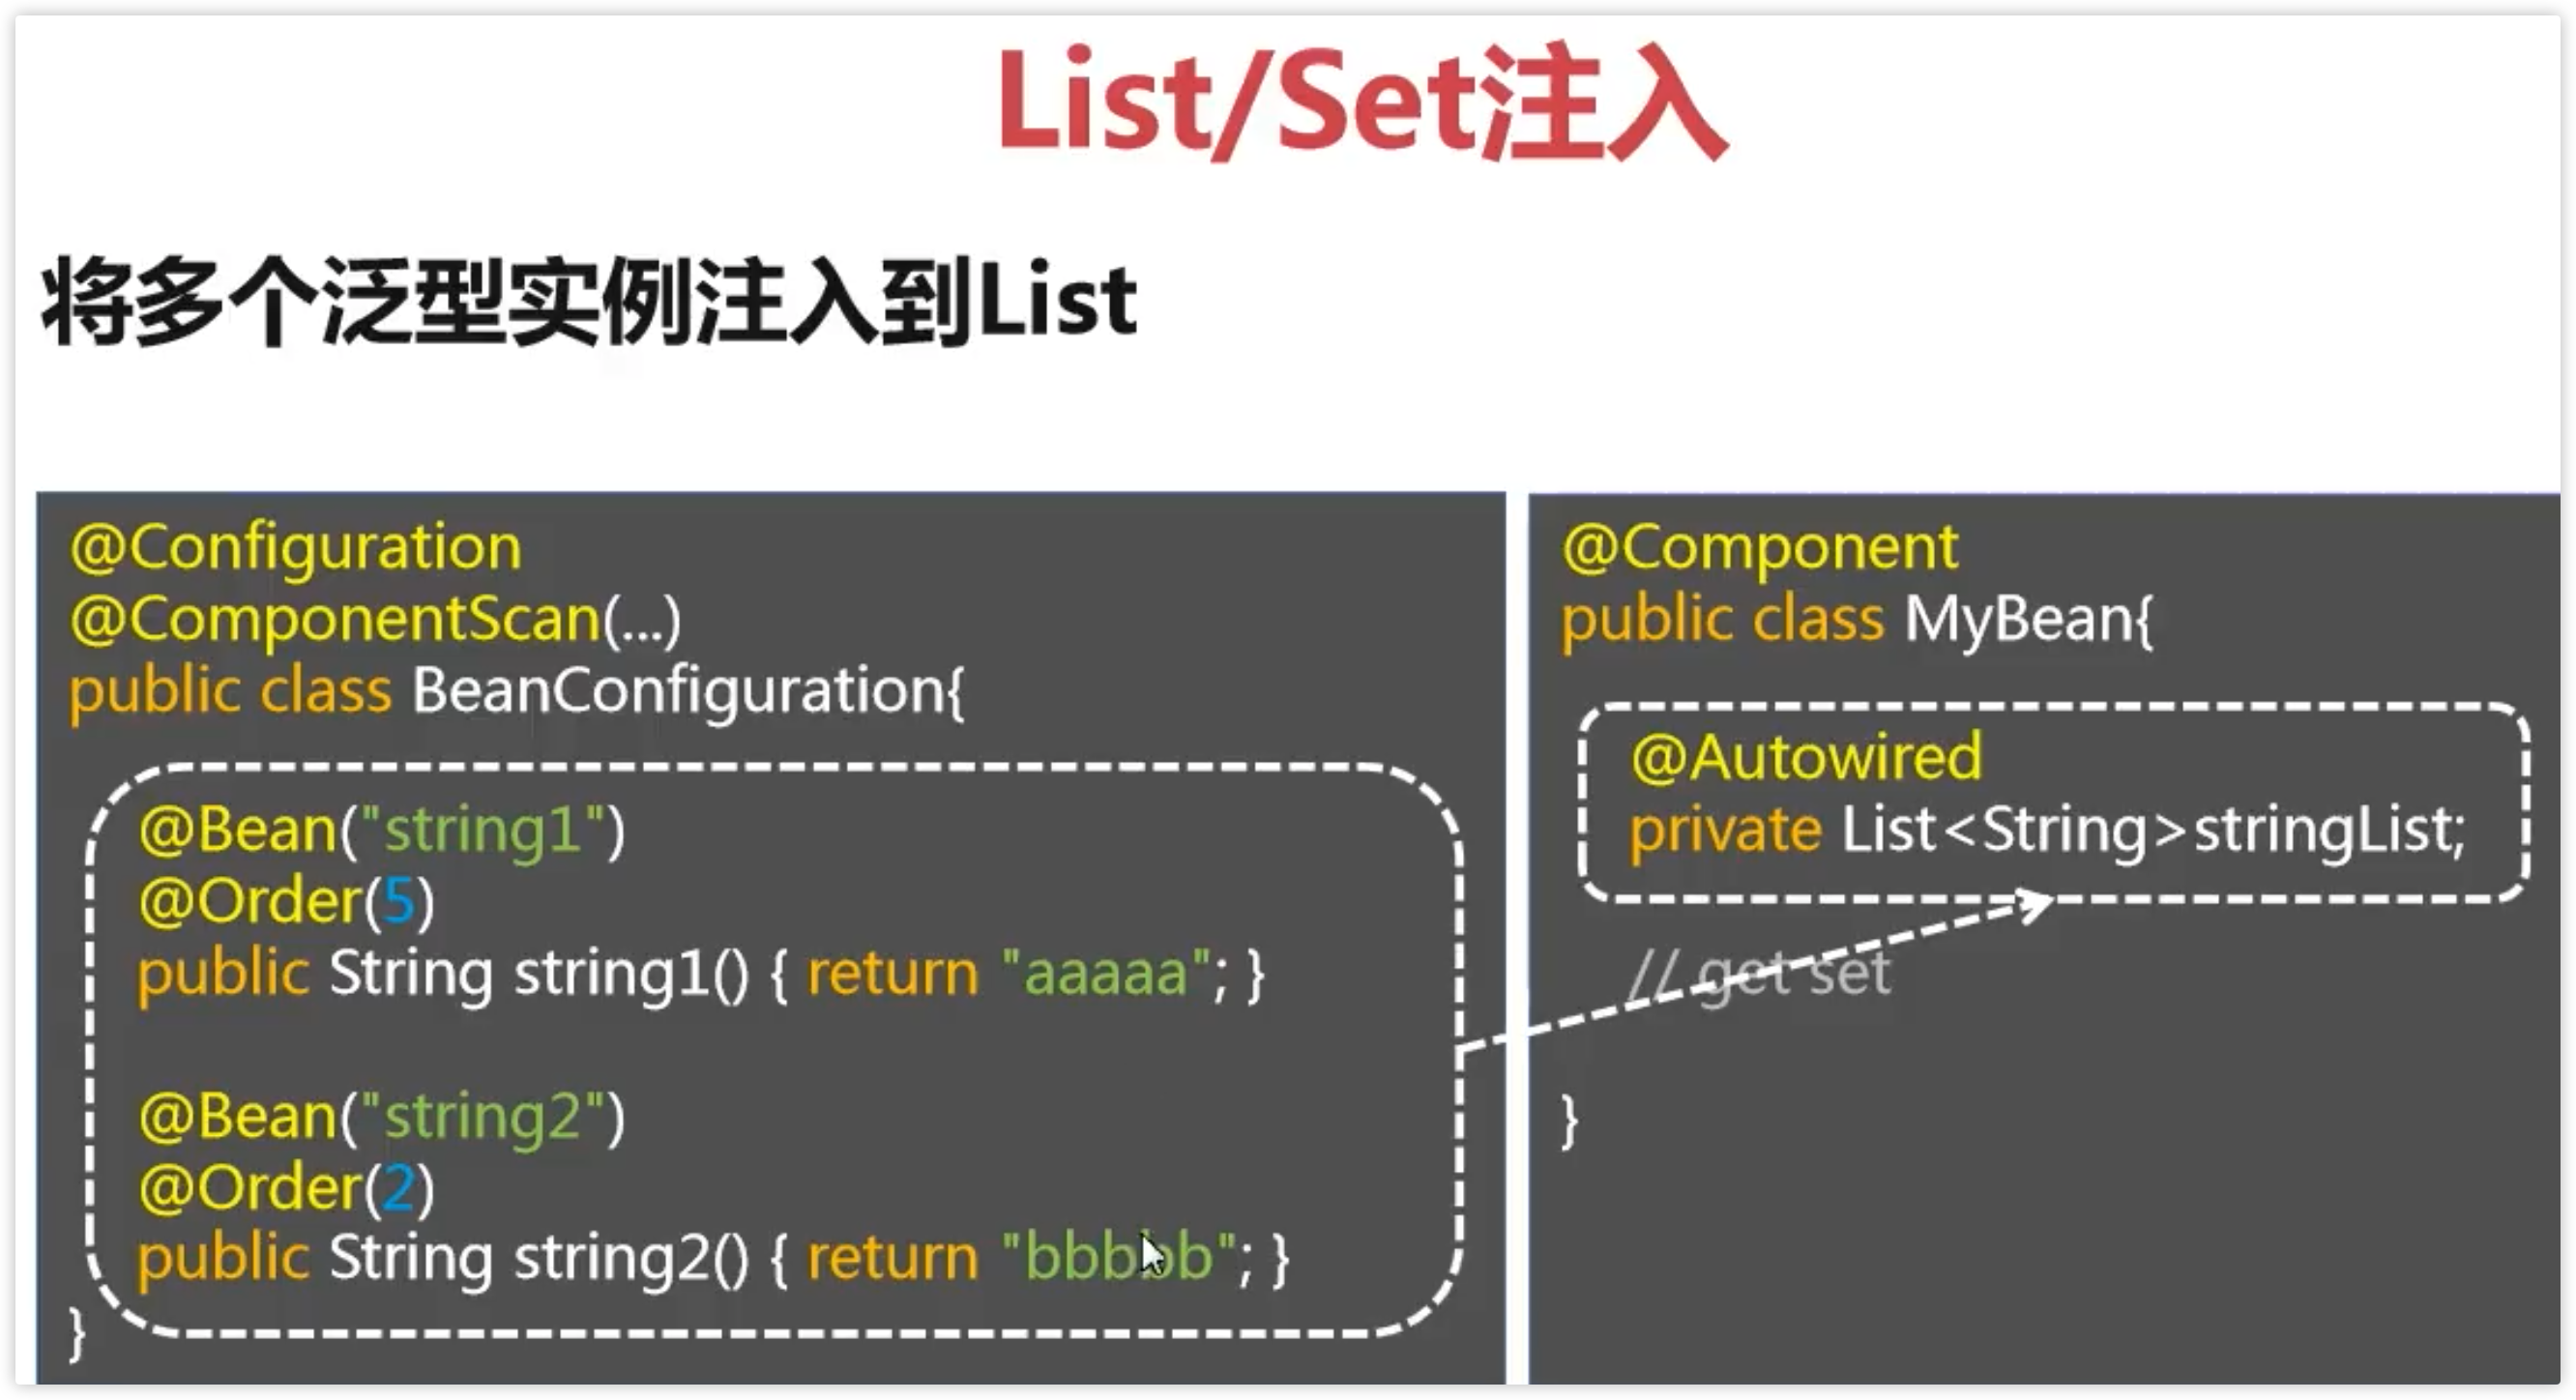 List/Set注入
将多个泛型实例注入到List
@Configuration
@ComponentScan(...)
public class BeanConfiguration{
@Bean("string1")
@Order(5)
public String string1() { return "aaaaa"; }
@Bean("string2")
@Order(2)
public String string2() { return "bbbbb"; }
}
@Component
public class MyBean{
@Autowired
private List<String>stringList;
// get set
}